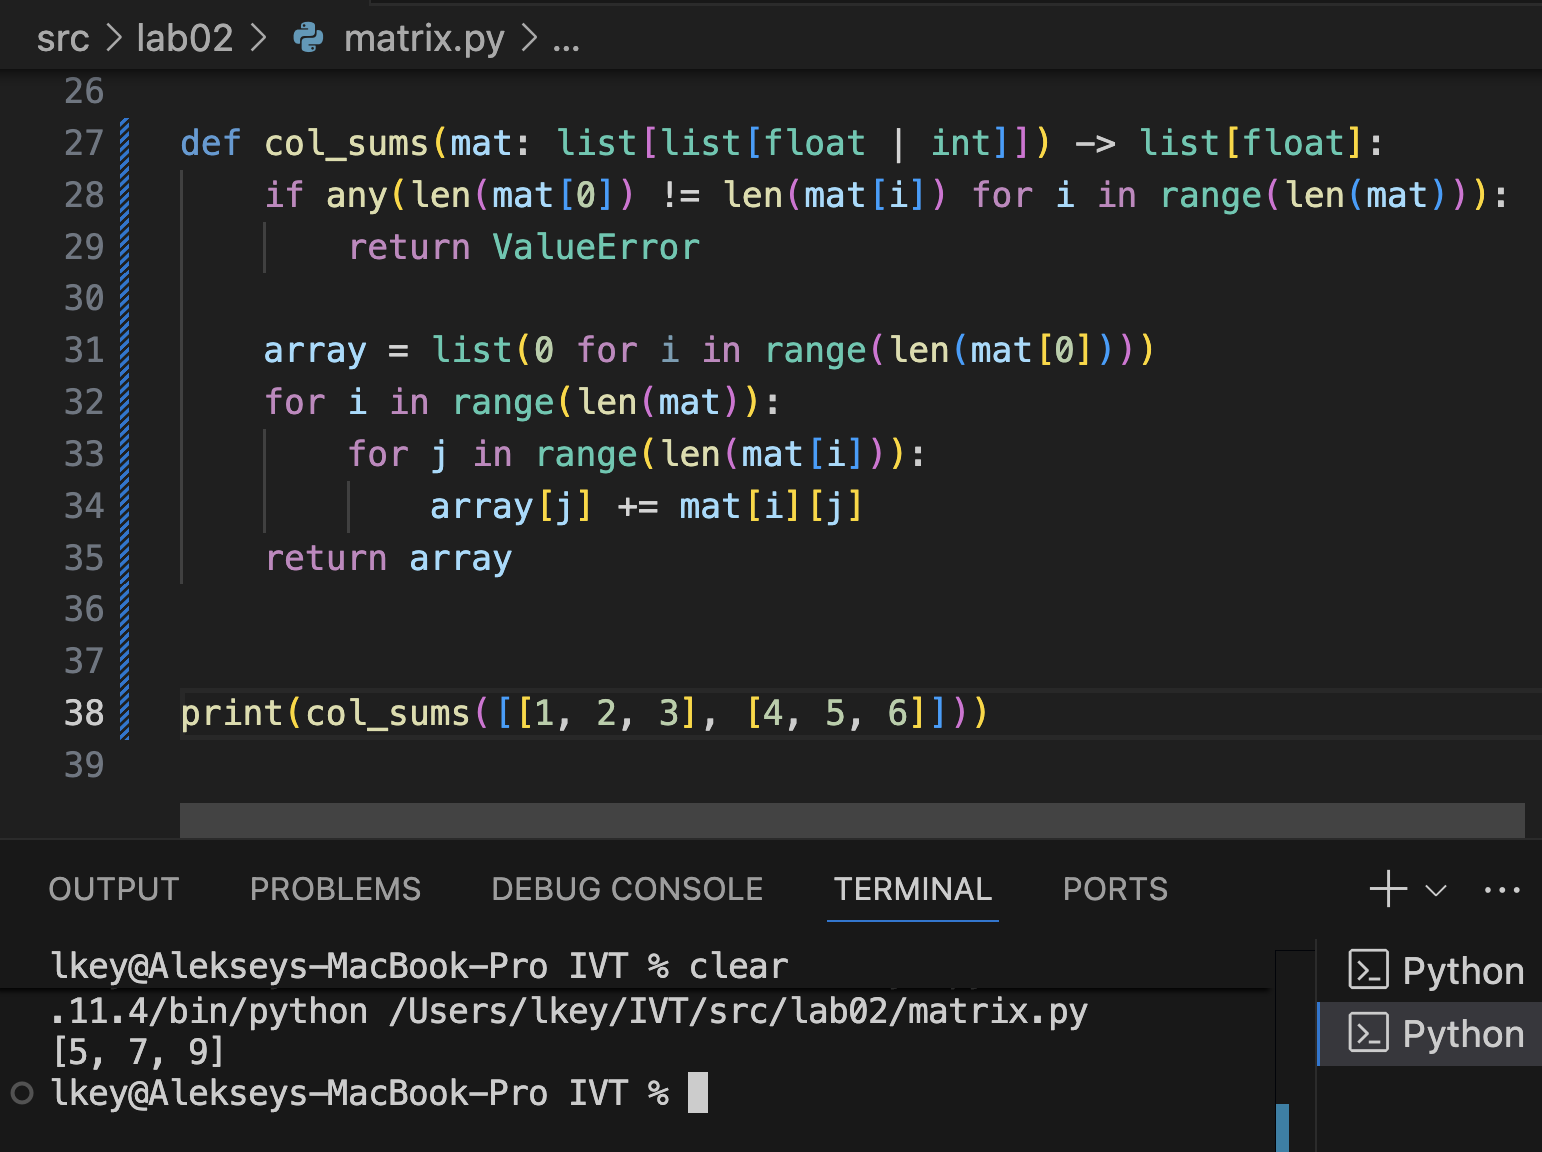 src > lab02 > matrix.py > ...
26
27 def col_sums(mat: list[list[float | int]]) -> list[float]:
28     if any(len(mat[0]) != len(mat[i]) for i in range(len(mat))):
29         return ValueError
30
31     array = list(0 for i in range(len(mat[0])))
32     for i in range(len(mat)):
33         for j in range(len(mat[i])):
34             array[j] += mat[i][j]
35     return array
36
37
38 print(col_sums([[1, 2, 3], [4, 5, 6]]))
39
OUTPUT PROBLEMS DEBUG CONSOLE TERMINAL PORTS
lkey@Alekseys-MacBook-Pro IVT % clear
.11.4/bin/python /Users/lkey/IVT/src/lab02/matrix.py
[5, 7, 9]
lkey@Alekseys-MacBook-Pro IVT %
Python
Python